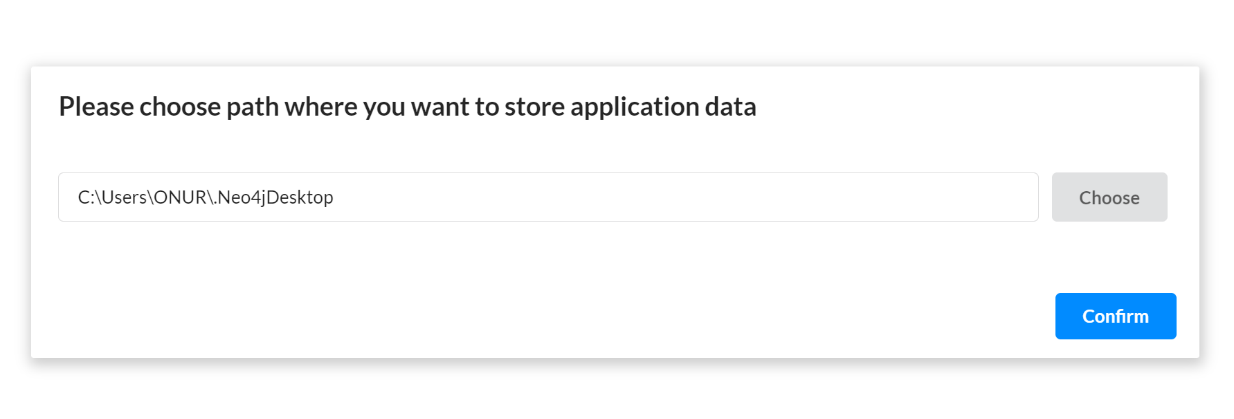 Please choose path where you want to store application data
C:\Users\ONUR\.Neo4jDesktop
Choose
Confirm